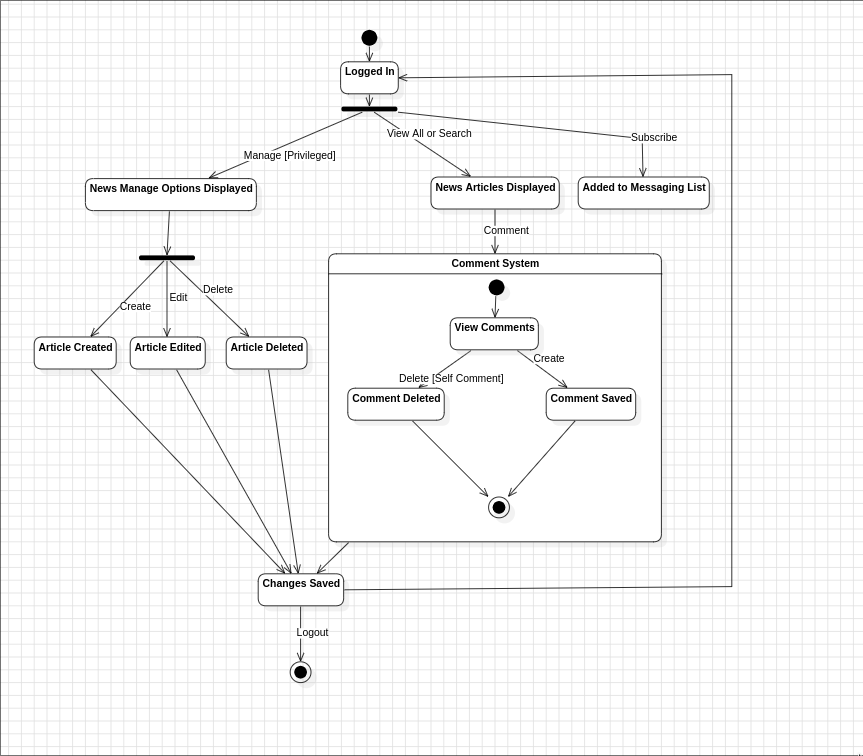 Logged In
Manage [Privileged]
View All or Search
Subscribe
News Manage Options Displayed
News Articles Displayed
Added to Messaging List
Comment
Create
Edit
Delete
Comment System
View Comments
Article Created
Article Edited
Article Deleted
Delete [Self Comment]
Create
Comment Deleted
Comment Saved
Changes Saved
Logout